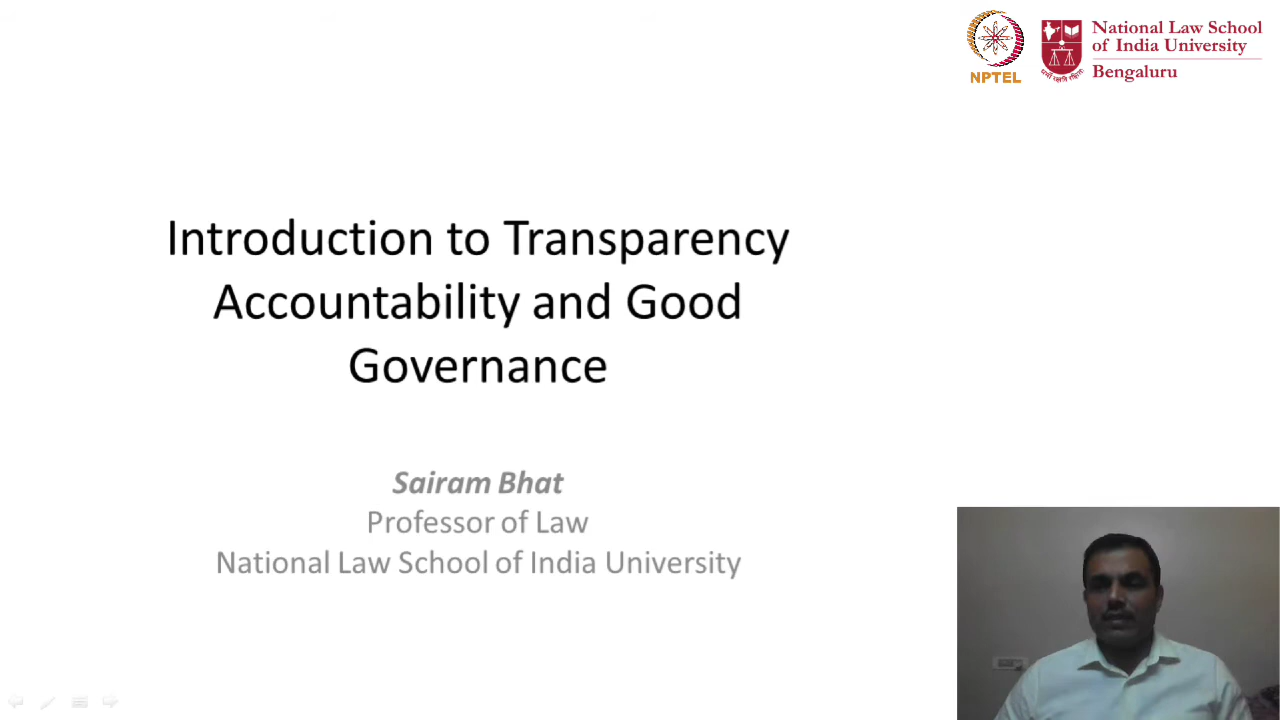 NPTEL
National Law School
of India University
Bengaluru
Introduction to Transparency
Accountability and Good
Governance
Sairam Bhat
Professor of Law
National Law School of India University